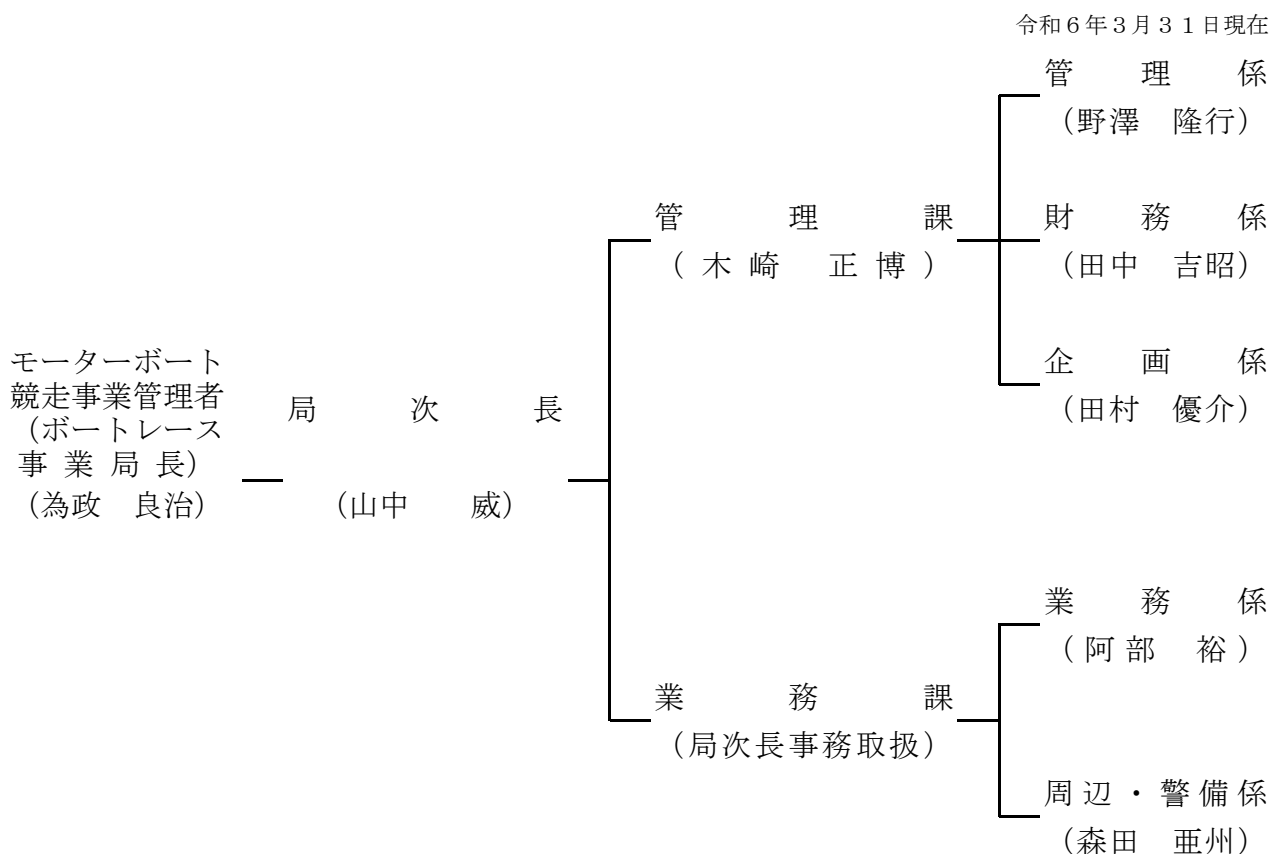 令和６年３月３１日現在
管理係
（野澤　隆行）
管理課
（木崎　正博）
財務係
（田中　吉昭）
企画係
（田村　優介）
モーターボート
競走事業管理者
（ボートレース
事業局長）
（為政　良治）
局次長
（山中　威）
業務課
（局次長事務取扱）
業務係
（阿部　裕）
周辺・警備係
（森田　亜州）